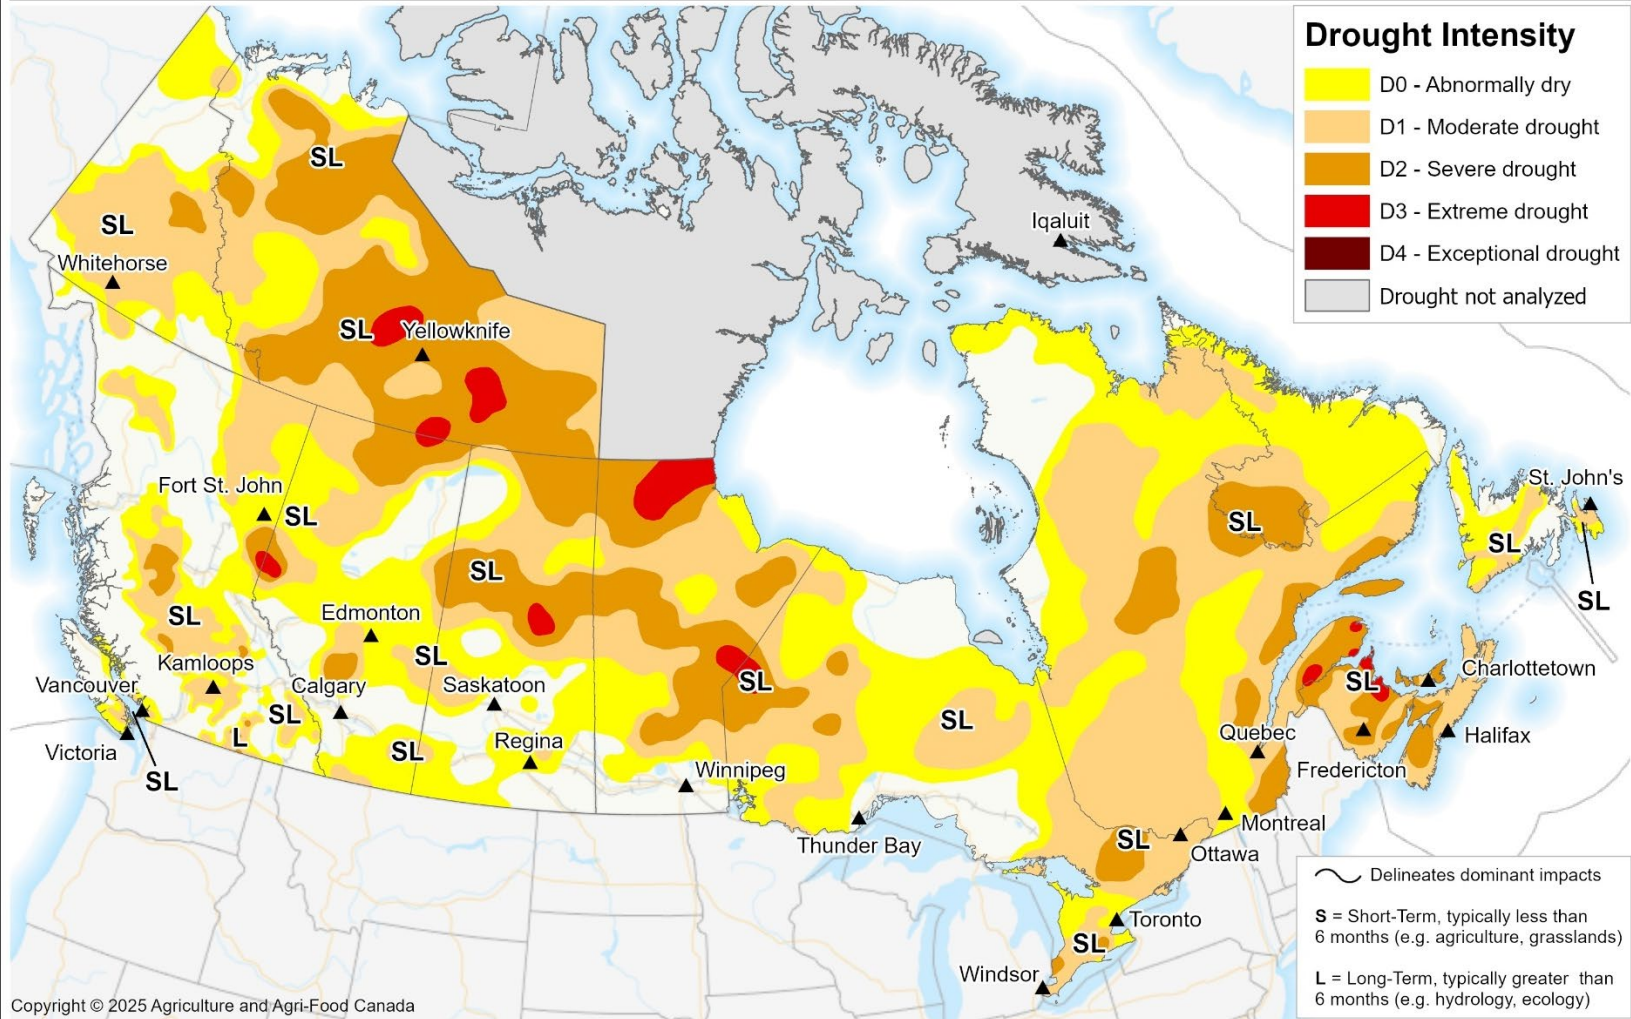 Drought Intensity
D0 - Abnormally dry
D1 - Moderate drought
D2 - Severe drought
D3 - Extreme drought
D4 - Exceptional drought
Drought not analyzed
SL
SL
Iqaluit
Whitehorse
SL
Yellowknife
Fort St. John
SL
St. John's
SL
SL
SL
SL
SL
Edmonton
SL
SL
Kamloops
Vancouver
Calgary
Saskatoon
SL
SL
Charlottetown
SL
L
SL
Victoria
SL
Regina
SL
Quebec
Halifax
Winnipeg
Fredericton
Thunder Bay
SL
Montreal
Ottawa
Toronto
SL
Windsor
Delineates dominant impacts
S = Short-Term, typically less than
6 months (e.g. agriculture, grasslands)
L = Long-Term, typically greater than
6 months (e.g. hydrology, ecology)
Copyright © 2025 Agriculture and Agri-Food Canada